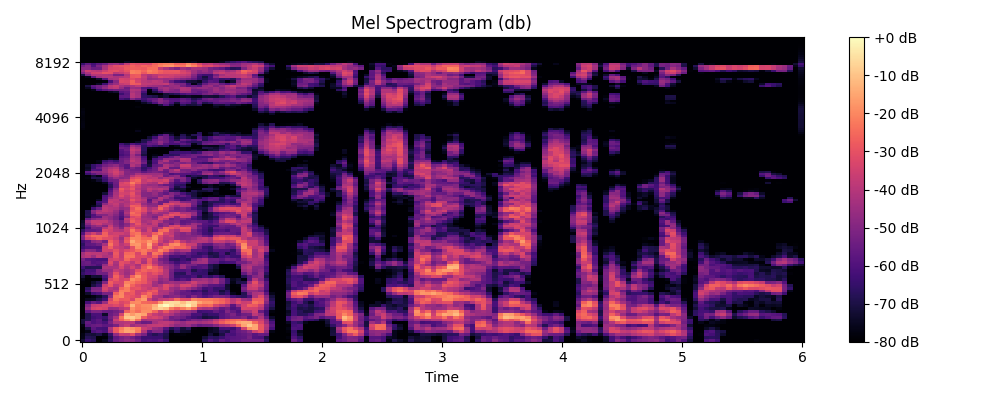 Mel Spectrogram (db)
8192
4096
2048
1024
512
0
Hz
0 1 2 3 4 5 6
Time
+0 dB
-10 dB
-20 dB
-30 dB
-40 dB
-50 dB
-60 dB
-70 dB
-80 dB